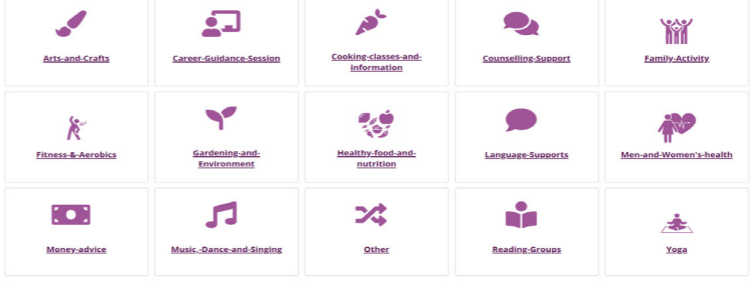 Arts-and-Crafts
Career-Guidance-Session
Cooking-classes-and-
information
Counselling-Support
Family-Activity
Fitness-&-Aerobics
Gardening-and-
Environment
Healthy-food-and-
nutrition
Language-Supports
Men-and-Women's-health
Money-advice
Music,-Dance-and-Singing
Other
Reading-Groups
Yoga